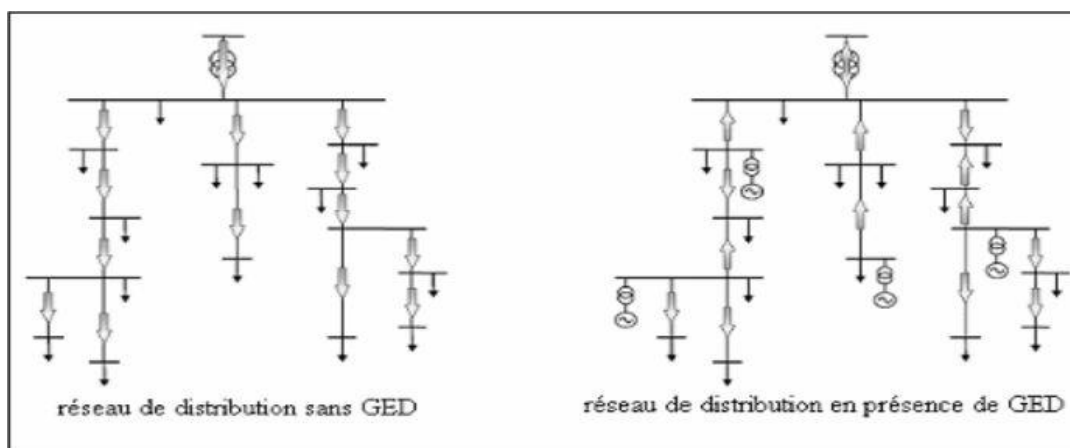 réseau de distribution sans GED
réseau de distribution en présence de GED